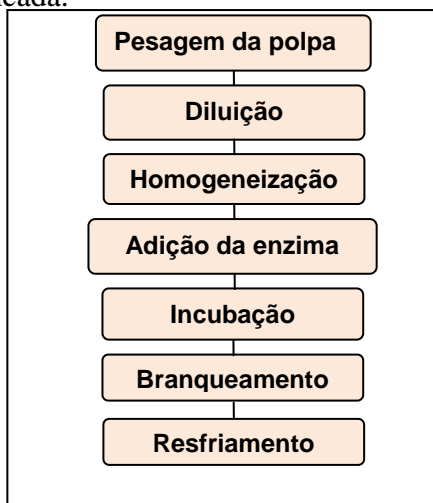 Pesagem da polpa
Diluição
Homogeneização
Adição da enzima
Incubação
Branqueamento
Resfriamento